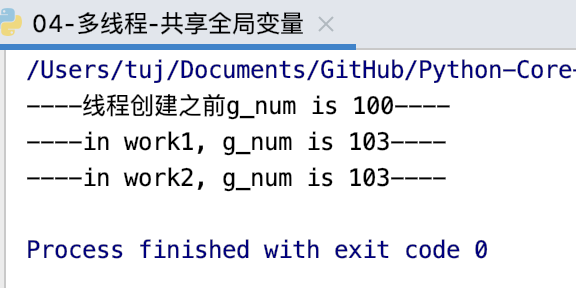 04-多线程-共享全局变量
/Users/tuj/Documents/GitHub/Python-Core-
----线程创建之前g_num is 100----
----in work1, g_num is 103----
----in work2, g_num is 103----
Process finished with exit code 0